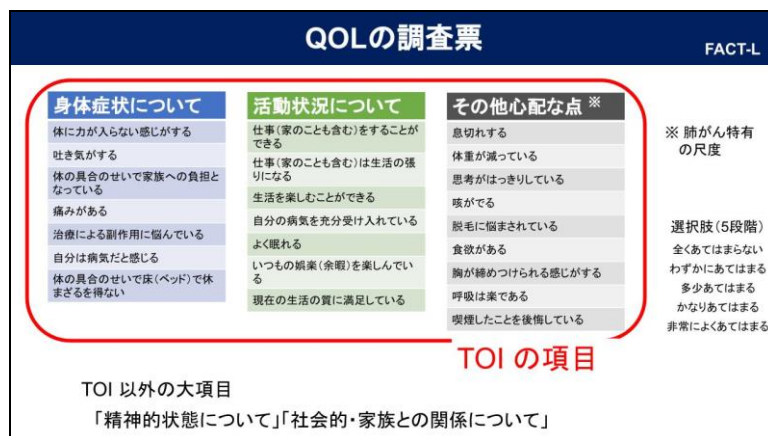 QOLの調査票
FACT-L
身体症状について
体に力が入らない感じがする
吐き気がする
体の具合のせいで家族への負担と
なっている
痛みがある
治療による副作用に悩んでいる
自分は病気だと感じる
体の具合のせいで床(ベッド)で休
まざるを得ない
活動状況について
仕事(家のことも含む)をすることが
できる
仕事(家のことも含む)は生活の張
りになる
生活を楽しむことができる
自分の病気を充分受け入れている
よく眠れる
いつもの娯楽(余暇)を楽しんでい
る
現在の生活の質に満足している
その他心配な点 ※
息切れする
体重が減っている
思考がはっきりしている
咳がでる
脱毛に悩まされている
食欲がある
胸が締めつけられる感じがする
呼吸は楽である
喫煙したことを後悔している
※ 肺がん特有
の尺度
選択肢(5段階)
全くあてはまらない
わずかにあてはまる
多少あてはまる
かなりあてはまる
非常によくあてはまる
TOI の項目
TOI 以外の大項目
「精神的状態について」「社会的・家族との関係について」